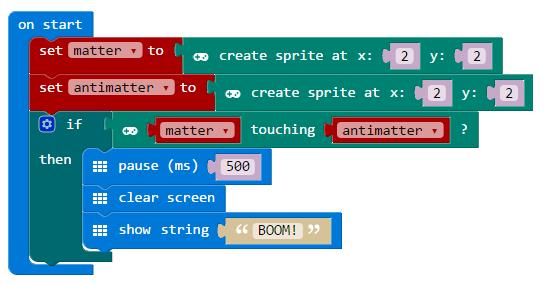 on start
set matter to create sprite at x: 2 y: 2
set antimatter to create sprite at x: 2 y: 2
if matter touching antimatter ?
then pause (ms) 500
clear screen
show string “ BOOM! ”